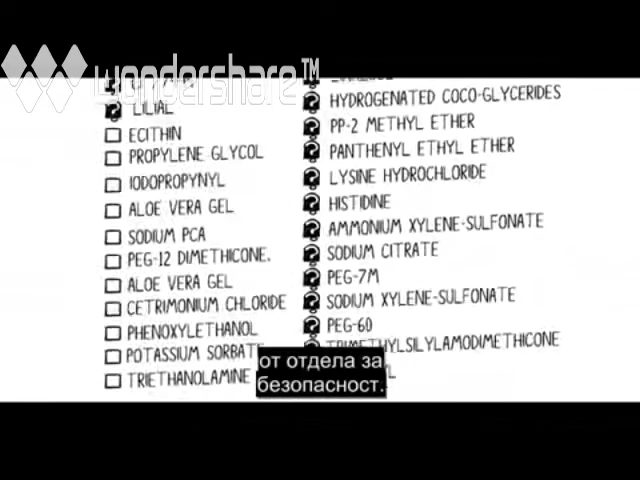 wondershare™
LILIAL
ECITHIN
PROPYLENE GLYCOL
IODOPROPYNYL
ALOE VERA GEL
SODIUM PCA
PEG-12 DIMETHICONE.
ALOE VERA GEL
CETRIMONIUM CHLORIDE
PHENOXYLETHANOL
POTASSIUM SORBATE
TRIETHANOLAMINE
HYDROGENATED COCO-GLYCERIDES
PP-2 METHYL ETHER
PANTHENYL ETHYL ETHER
LYSINE HYDROCHLORIDE
HISTIDINE
AMMONIUM XYLENE-SULFONATE
SODIUM CITRATE
PEG-7M
SODIUM XYLENE-SULFONATE
PEG-60
TRIMETHYLSILYLAMODIMETHICONE
от отдела за
безопасност.